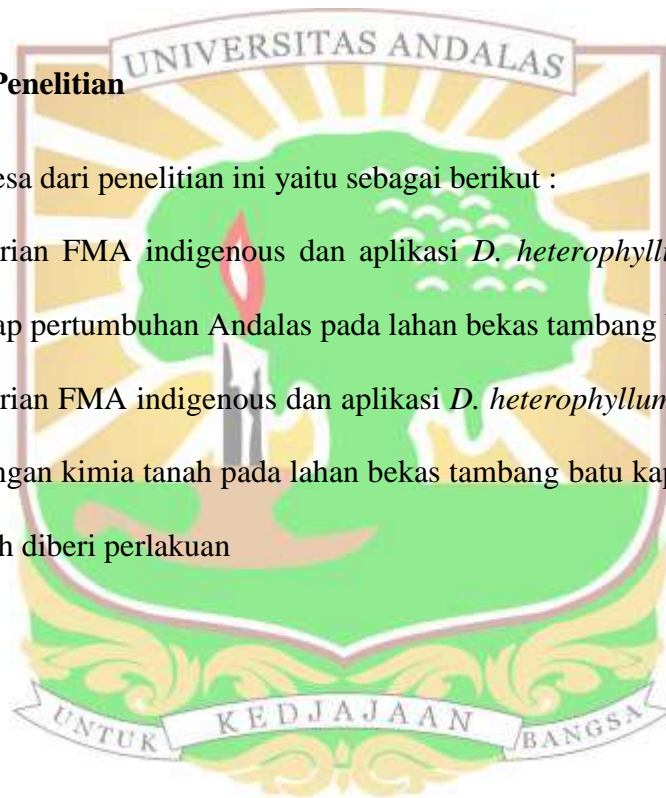 UNIVERSITAS ANDALAS
Penelitian
esa dari penelitian ini yaitu sebagai berikut :
rian FMA indigenous dan aplikasi D. heterophyll
ap pertumbuhan Andalas pada lahan bekas tambang
rian FMA indigenous dan aplikasi D. heterophyllum
ngan kimia tanah pada lahan bekas tambang batu kap
h diberi perlakuan
UNTUK KEDJAJAAN BANGSA